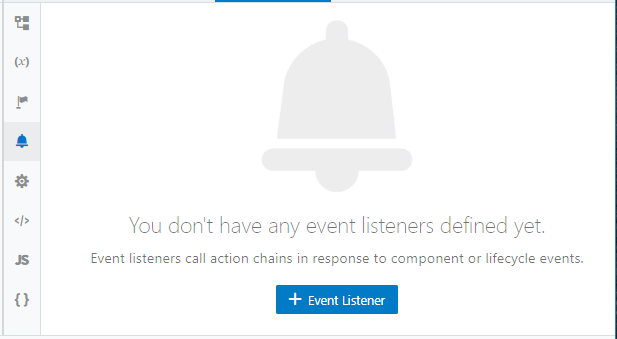 (x)
You don't have any event listeners defined yet.
Event listeners call action chains in response to component or lifecycle events.
+ Event Listener
</>
JS
{ }